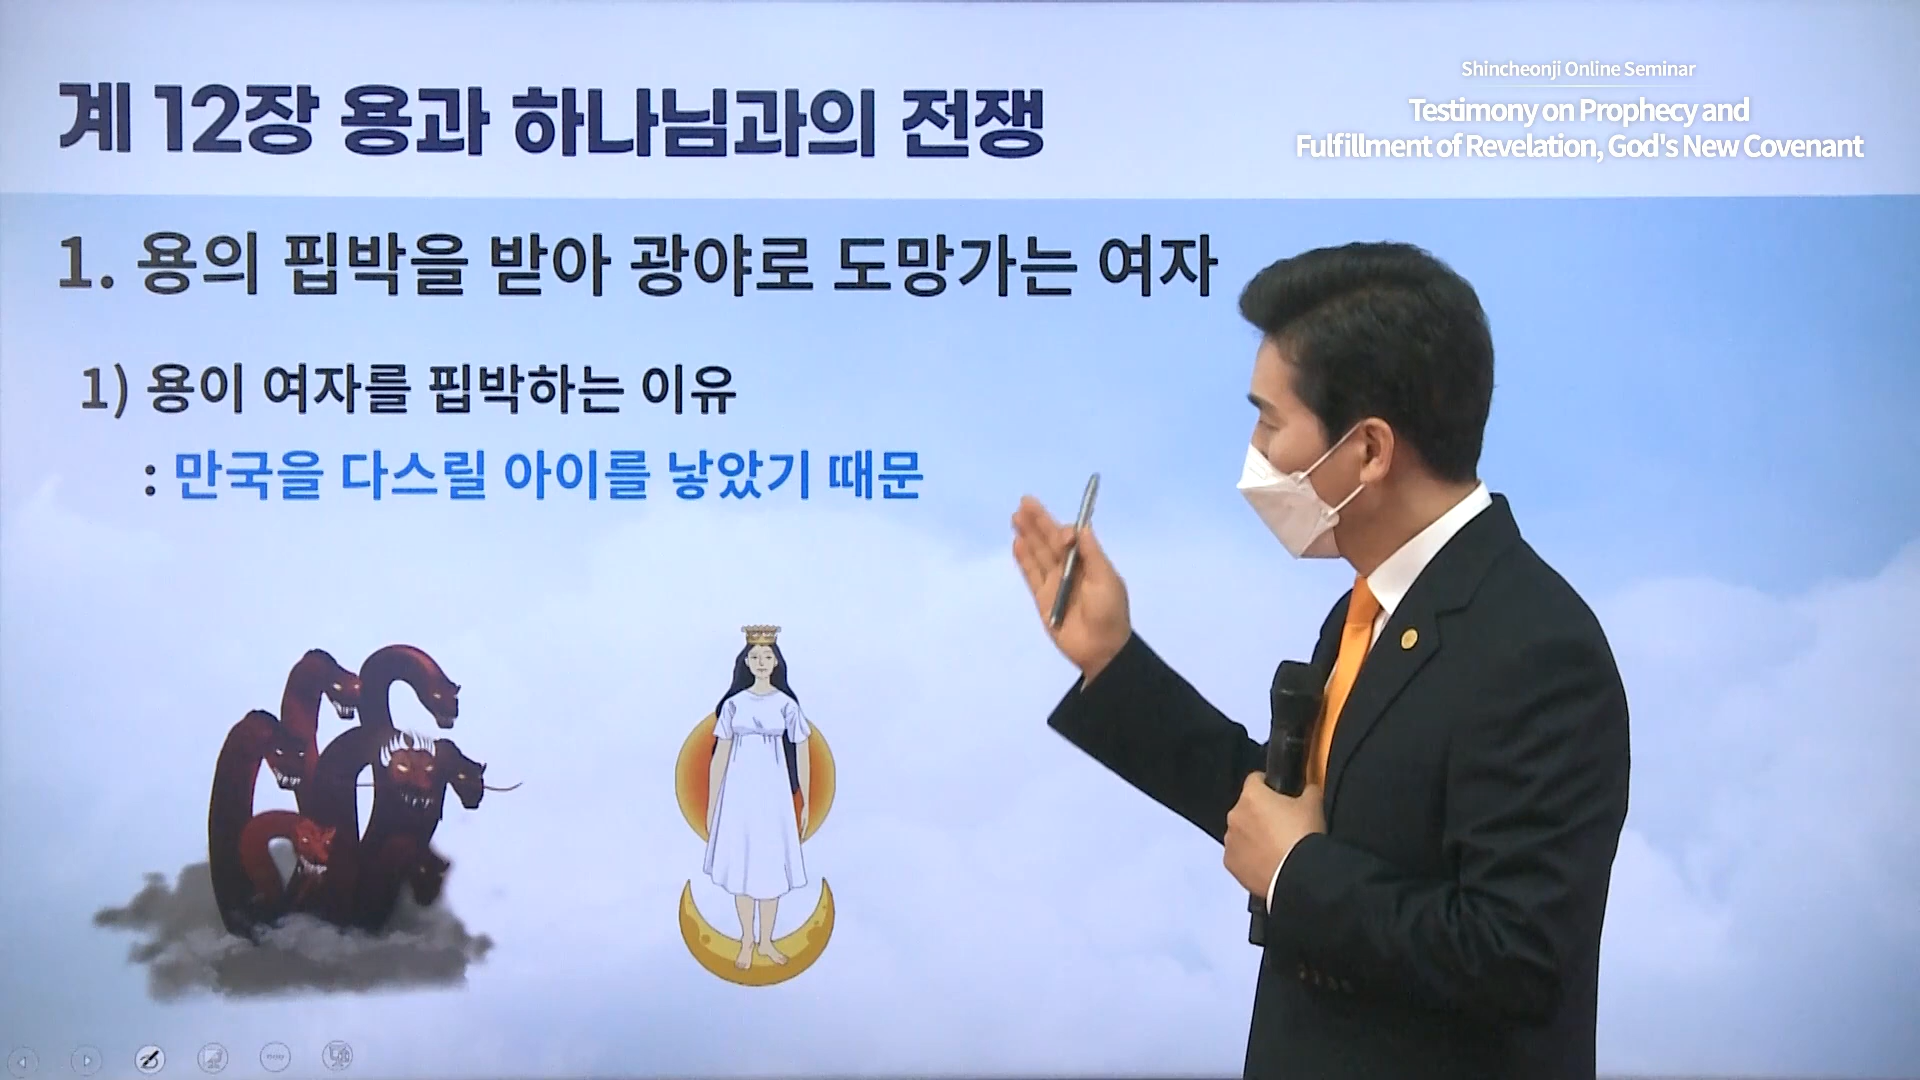 계 12장 용과 하나님과의 전쟁
Shincheonji Online Seminar
Testimony on Prophecy and
Fulfillment of Revelation, God's New Covenant
1. 용의 핍박을 받아 광야로 도망가는 여자
1) 용이 여자를 핍박하는 이유
: 만국을 다스릴 아이를 낳았기 때문